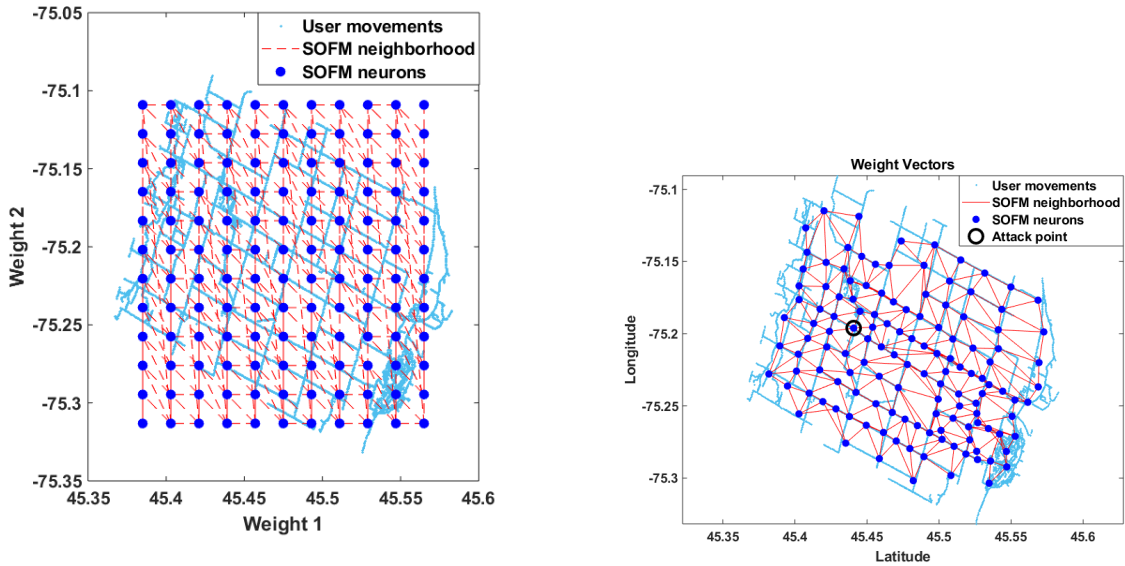 -75.05
-75.1
-75.15
-75.2
-75.25
-75.3
-75.35
Weight 2
45.35
45.4
45.45
45.5
45.55
45.6
Weight 1
User movements
SOFM neighborhood
SOFM neurons
Weight Vectors
-75.1
-75.15
-75.2
-75.25
-75.3
Longitude
45.35
45.4
45.45
45.5
45.55
45.6
Latitude
User movements
SOFM neighborhood
SOFM neurons
Attack point